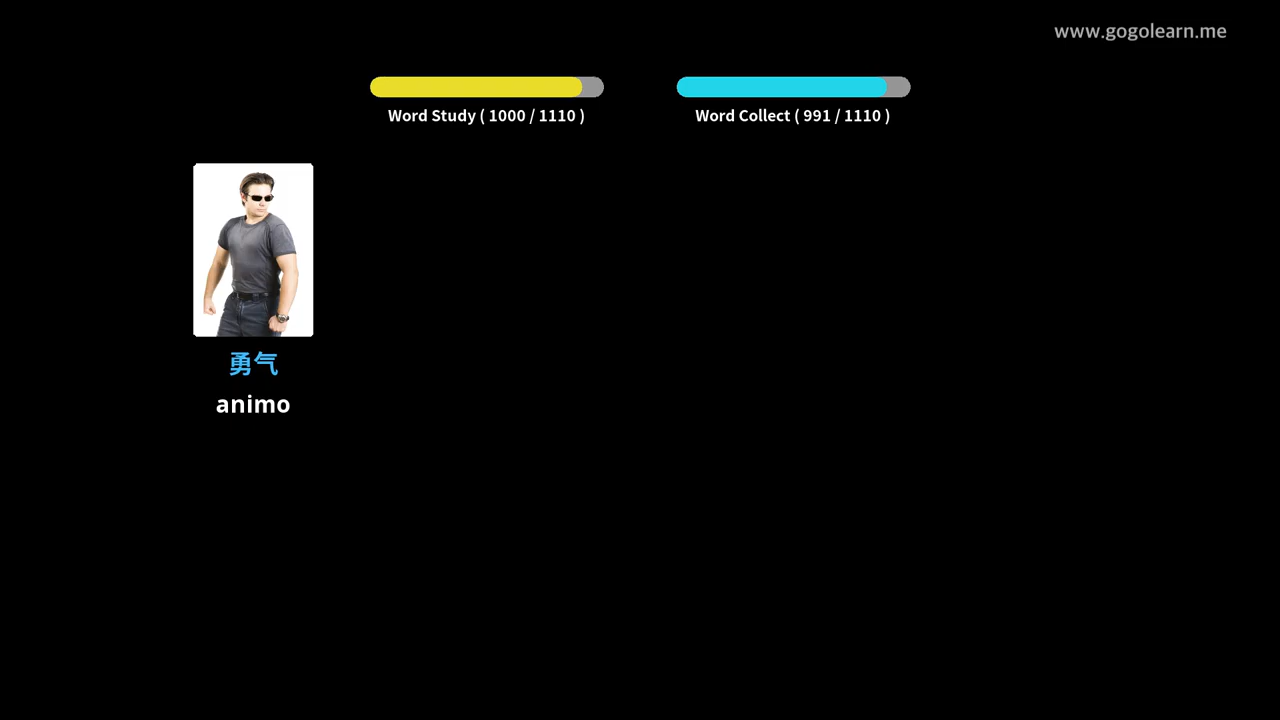 www.gogolearn.me
Word Study ( 1000 / 1110 )
Word Collect ( 991 / 1110 )
勇气
animo